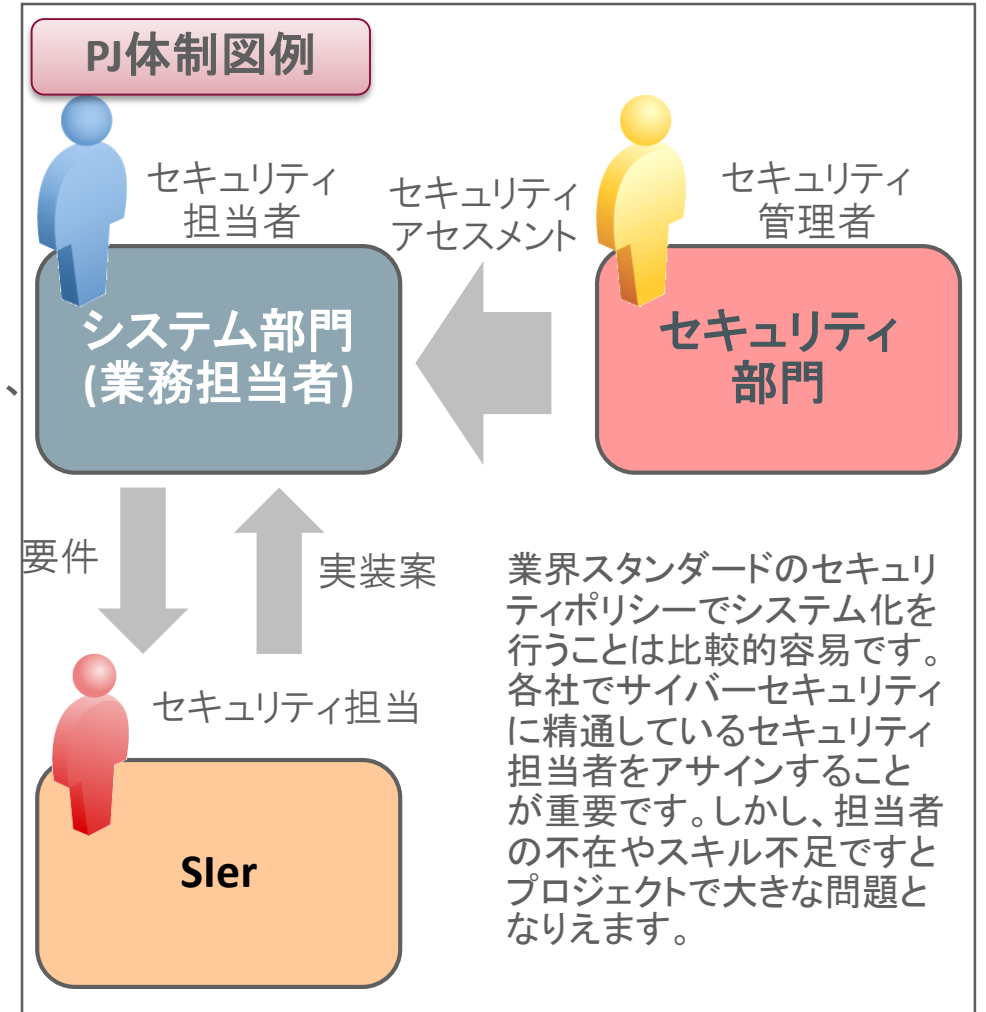 PJ体制図例
セキュリティ
担当者
セキュリティ
アセスメント
セキュリティ
管理者
システム部門
(業務担当者)
セキュリティ
部門
、
要件
実装案
セキュリティ担当
SIer
業界スタンダードのセキュリ
ティポリシーでシステム化を
行うことは比較的容易です。
各社でサイバーセキュリティ
に精通しているセキュリティ
担当者をアサインすること
が重要です。しかし、担当者
の不在やスキル不足ですと
プロジェクトで大きな問題と
なりえます。